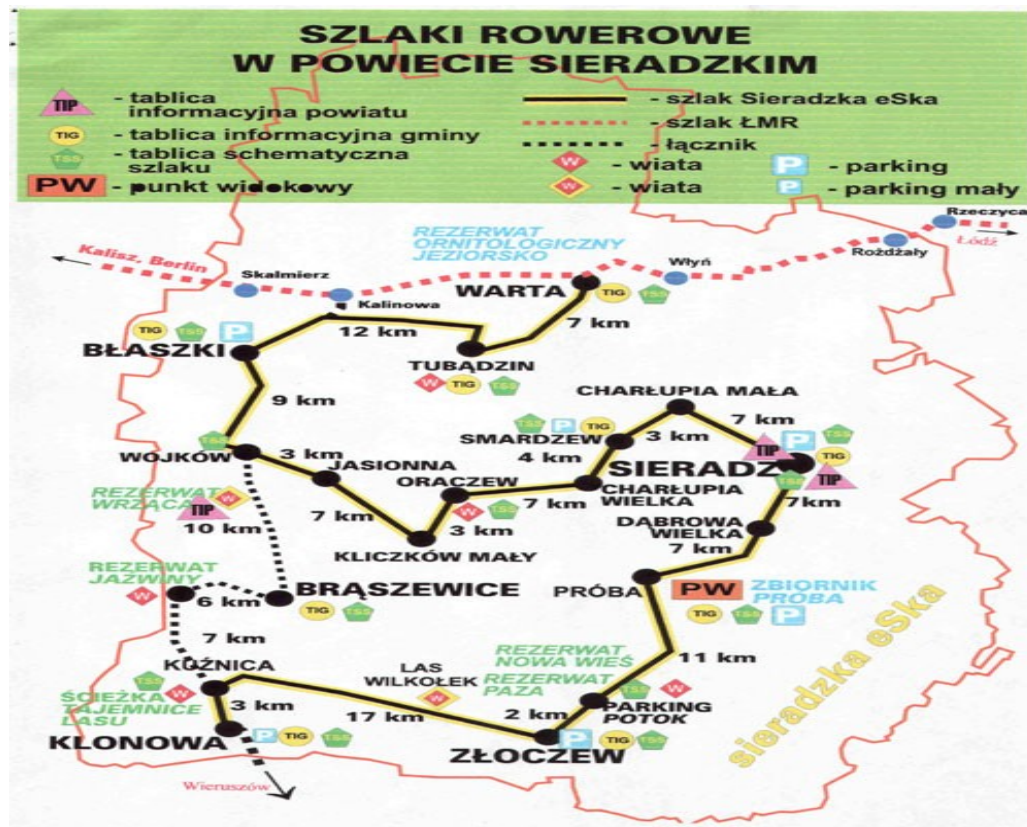 SZLAKI ROWEROWE
W POWIECIE SIERADZKIM
TIP - tablica
informacyjna powiatu
TIG - tablica informacyjna gminy
TSS - tablica schematyczna
szlaku
PW - punkt widokowy
- szlak Sieradzka eSka
- szlak ŁMR
- łącznik
W - wiata
P - parking
W - wiata
P - parking mały
Rzeczyca
Łódź
Rożdżały
REZERWAT
ORNITOLOGICZNY
JEZIORSKO
Włyń
Kalisz, Berlin
Skalmierz
Kalinowa
WARTA
TIG TSS
12 km
7 km
TIG TSS P
BŁASZKI
TUBĄDZIN
W TIG TSS
9 km
CHARŁUPIA MAŁA
7 km
TSS P TIG
SMARDZEW
3 km
TIP P TSS
TSS
WÓJKÓW
3 km
JASIONNA
4 km
SIERADZ
TIG
ORACZEW
CHARŁUPIA
WIELKA
TSS TIP
7km
REZERWAT
WRZĄCA
W
TIP
10 km
7 km
W TSS
3 km
7 km
DĄBROWA
WIELKA
7 km
KLICZKÓW MAŁY
REZERWAT
JAŹWINY
W
6 km
BRĄSZEWICE
TIG TSS
PRÓBA
PW
ZBIORNIK
PRÓBA
TIG TSS P
7 km
11 km
KUŹNICA
LAS
WILKOŁEK
W
REZERWAT
NOWA WIEŚ
REZERWAT
PAZA
TSS W
TSS
W
ŚCIEŻKA
TAJEMNICE
LASU
3 km
17 km
2 km
PARKING
POTOK
KLONOWA
P TIG TSS
ZŁOCZEW
P TIG TSS
sieradzka eSka
Wieruszów